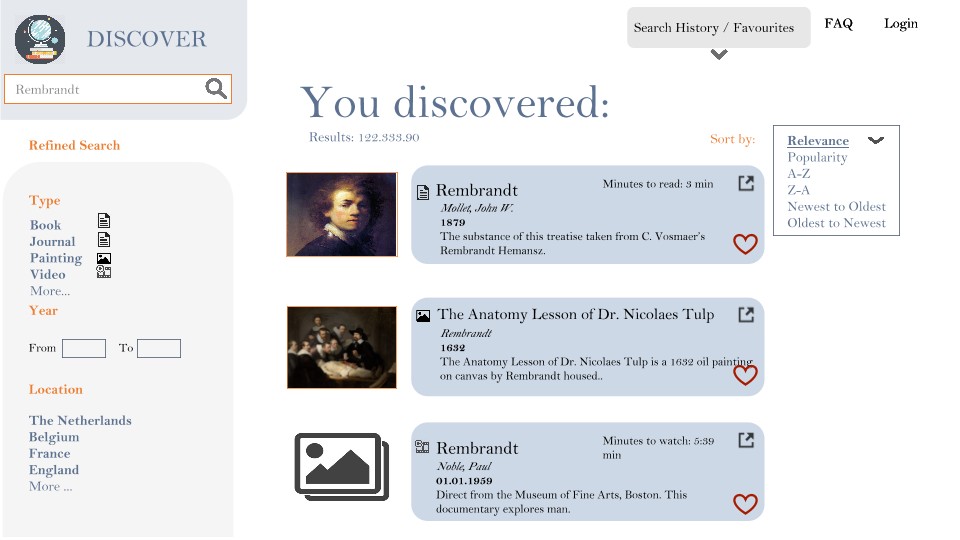 DISCOVER
Search History / Favourites
FAQ
Login
Rembrandt
You discovered:
Results: 122.333.90
Sort by:
Relevance
Popularity
A-Z
Z-A
Newest to Oldest
Oldest to Newest
Refined Search
Type
Book
Journal
Painting
Video
More...
Year
From
To
Location
The Netherlands
Belgium
France
England
More ...
Rembrandt
Minutes to read: 3 min
Mollet, John W.
1879
The substance of this treatise taken from C. Vosmaer's
Rembrandt Hemansz.
The Anatomy Lesson of Dr. Nicolaes Tulp
Rembrandt
1632
The Anatomy Lesson of Dr. Nicolaes Tulp is a 1632 oil painting
on canvas by Rembrandt housed..
Rembrandt
Minutes to watch: 5:39
min
Noble, Paul
01.01.1959
Direct from the Museum of Fine Arts, Boston. This
documentary explores man.